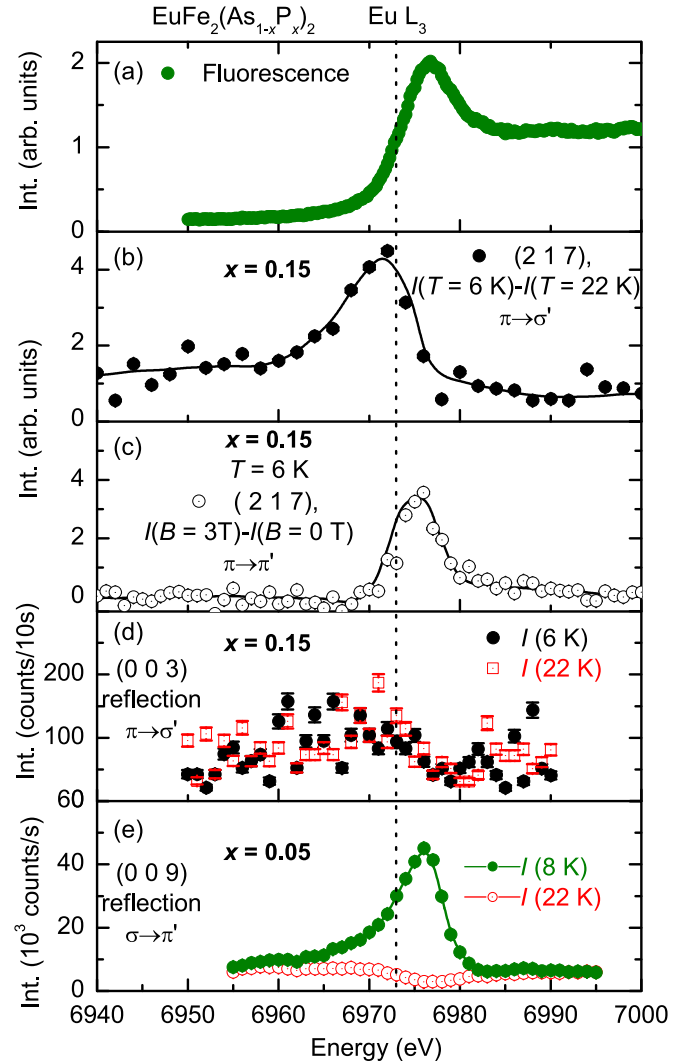 EuFe₂(As₁₋ₓPₓ)₂ Eu L₃
(a) Fluorescence
Int. (arb. units)
2
1
0
(b) x = 0.15
(2 1 7),
I(T = 6 K)-I(T = 22 K)
π→σ'
4
2
0
Int. (arb. units)
(c) x = 0.15
T = 6 K
(2 1 7),
I(B = 3T)-I(B = 0 T)
π→π'
4
2
0
(d) x = 0.15
(0 0 3)
reflection
π→σ'
I (6 K)
I (22 K)
Int. (counts/10s)
200
100
60
(e) x = 0.05
(0 0 9)
reflection
σ→π'
I (8 K)
I (22 K)
Int. (10³ counts/s)
40
20
0
6940 6950 6960 6970 6980 6990 7000
Energy (eV)